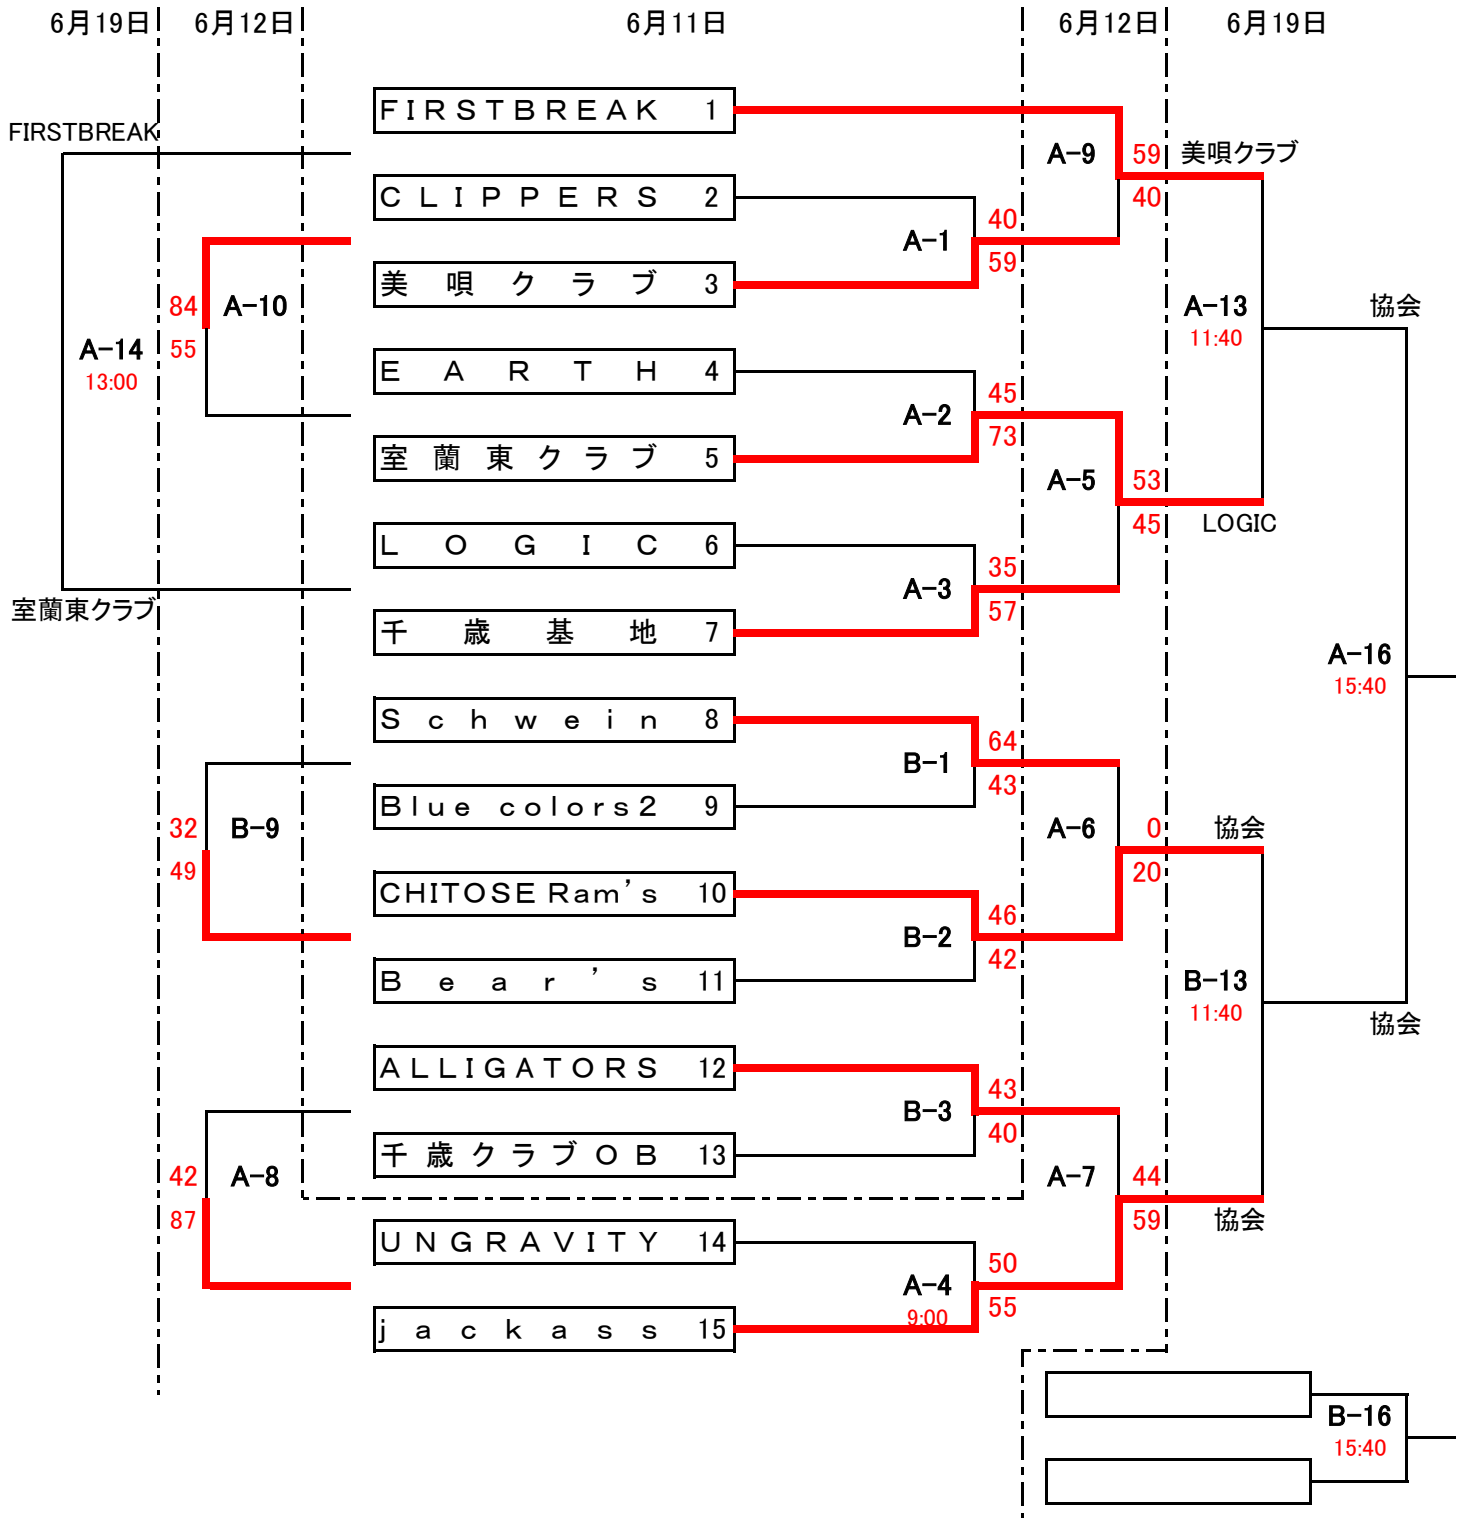 6月19日 6月12日 6月11日 6月12日 6月19日
FIRSTBREAK 1
FIRSTBREAK
A-9 59 美唄クラブ
CLIPPERS 2
40
40
A-1
59
美唄クラブ 3
84 A-10
A-13 協会
11:40
A-14 55
13:00
EARTH 4
45
A-2
73
室蘭東クラブ 5
A-5 53
45 LOGIC
LOGIC 6
35
A-3
57
室蘭東クラブ
千歳基地 7
A-16
15:40
Schwein 8
64
B-1
43
Blue colors2 9
32 B-9
49
A-6 0 協会
20
CHITOSE Ram's 10
46
B-2
42
Bear's 11
B-13
11:40
協会
ALLIGATORS 12
43
B-3
40
千歳クラブOB 13
42 A-8
87
A-7 44
59 協会
UNGRAVITY 14
50
A-4
9:00 55
jackass 15
B-16
15:40